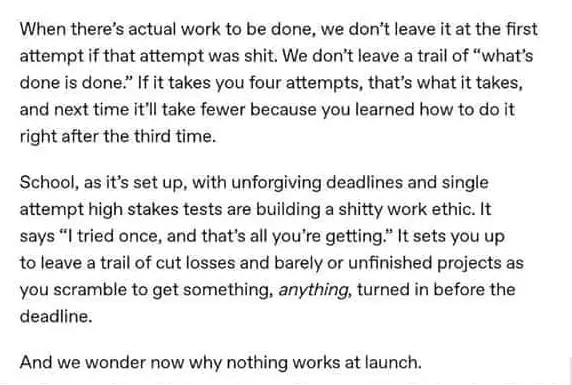 When there’s actual work to be done, we don’t leave it at the first
attempt if that attempt was shit. We don’t leave a trail of “what’s
done is done.” If it takes you four attempts, that’s what it takes,
and next time it’ll take fewer because you learned how to do it
right after the third time.
School, as it’s set up, with unforgiving deadlines and single
attempt high stakes tests are building a shitty work ethic. It
says “I tried once, and that’s all you’re getting.” It sets you up
to leave a trail of cut losses and barely or unfinished projects as
you scramble to get something, anything, turned in before the
deadline.
And we wonder now why nothing works at launch.